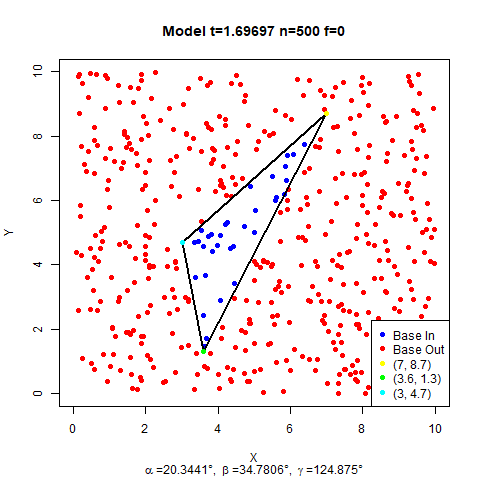 Model t=1.69697 n=500 f=0
10
8
6
4
2
0
Y
Base In
Base Out
(7, 8.7)
(3.6, 1.3)
(3, 4.7)
0 2 4 6 8 10
X
α=20.3441°, β=34.7806°, γ=124.875°